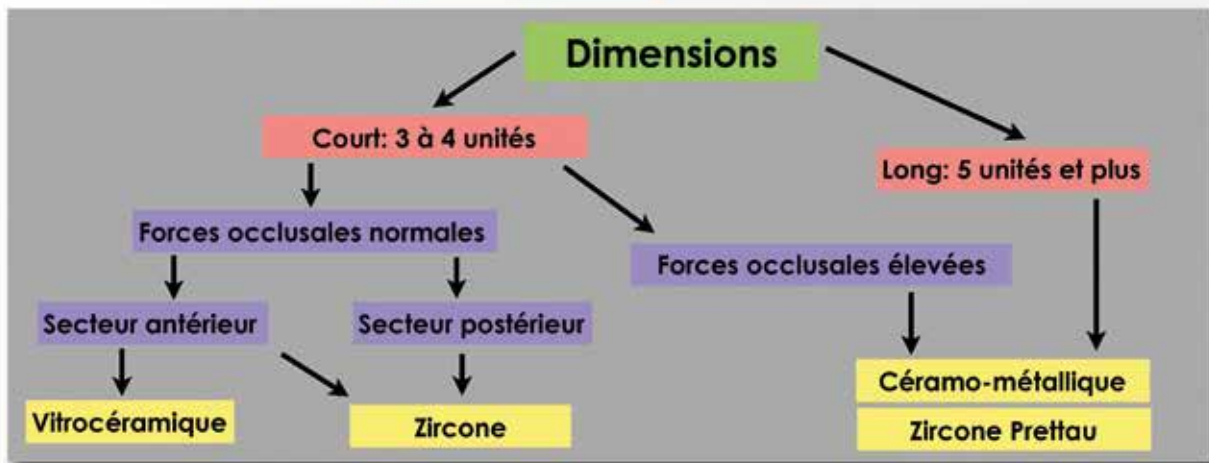 Dimensions
Court: 3 à 4 unités
Long: 5 unités et plus
Forces occlusales normales
Forces occlusales élevées
Secteur antérieur
Secteur postérieur
Céramo-métallique
Vitrocéramique
Zircone
Zircone Prettau